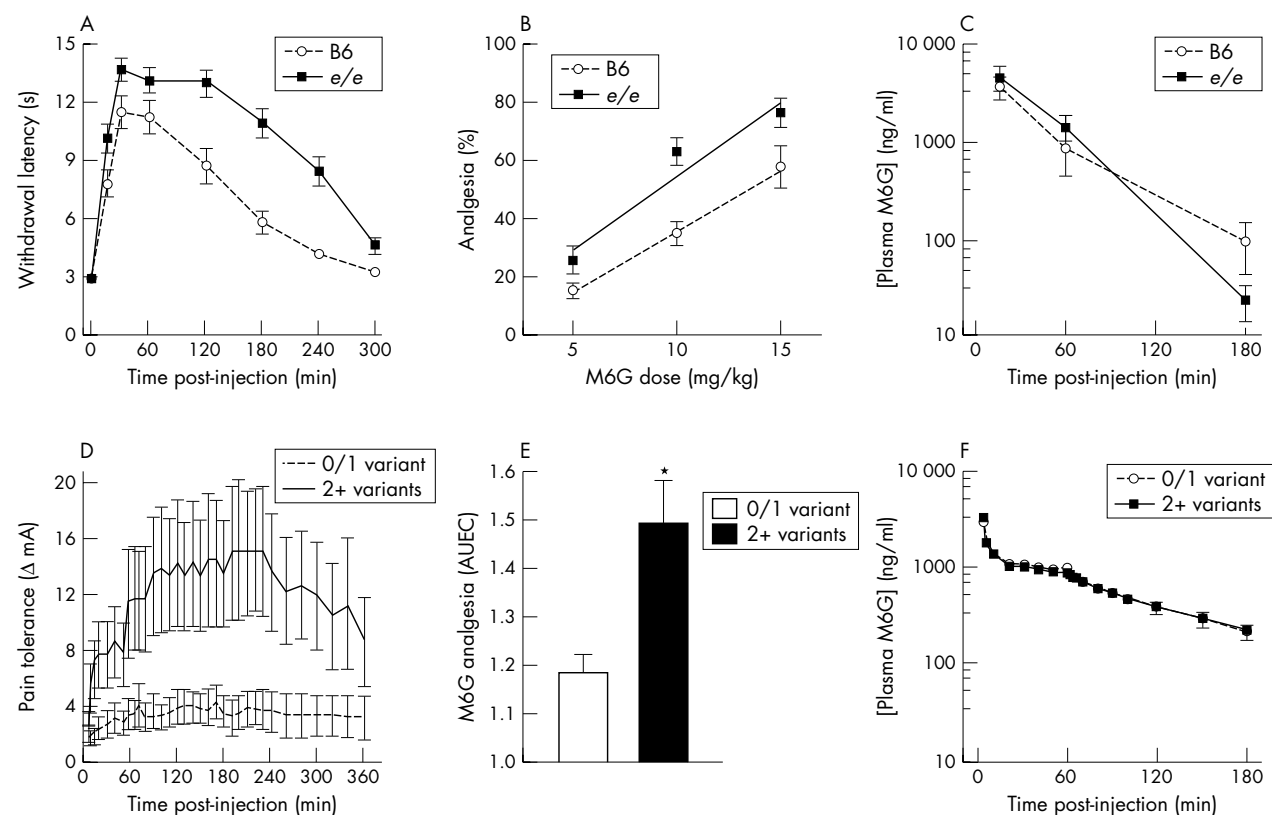 A
15
12
9
6
3
0
Withdrawal latency (s)
B6
e/e
0 60 120 180 240 300
Time post-injection (min)
B
100
80
60
40
20
0
Analgesia (%)
B6
e/e
5 10 15
M6G dose (mg/kg)
C
10 000
1000
100
10
[Plasma M6G] (ng/ml)
B6
e/e
0 60 120 180
Time post-injection (min)
D
20
16
12
8
4
0
Pain tolerance (Δ mA)
0/1 variant
2+ variants
0 60 120 180 240 300 360
Time post-injection (min)
E
1.6
1.5
1.4
1.3
1.2
1.1
1.0
M6G analgesia (AUEC)
*
0/1 variant
2+ variants
F
10 000
1000
100
10
[Plasma M6G] (ng/ml)
0/1 variant
2+ variants
0 60 120 180
Time post-injection (min)